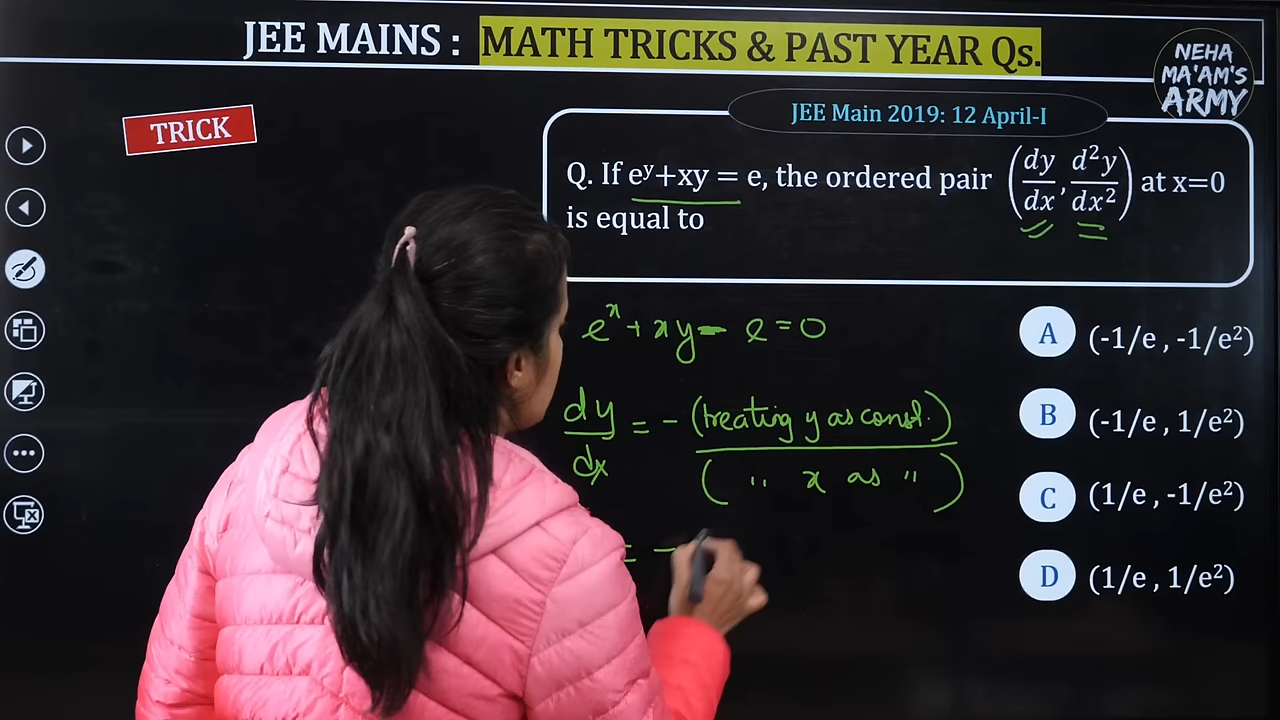 JEE MAINS : MATH TRICKS & PAST YEAR Qs.
NEHA
MA'AM'S
ARMY
TRICK
JEE Main 2019: 12 April-I
Q. If eʸ+xy = e, the ordered pair (dy/dx, d²y/dx²) at x=0
is equal to
eˣ + xy - e = 0
A (-1/e , -1/e²)
dy/dx = - (treating y as const.) / ( " x as " )
B (-1/e , 1/e²)
C (1/e , -1/e²)
= -
D (1/e , 1/e²)